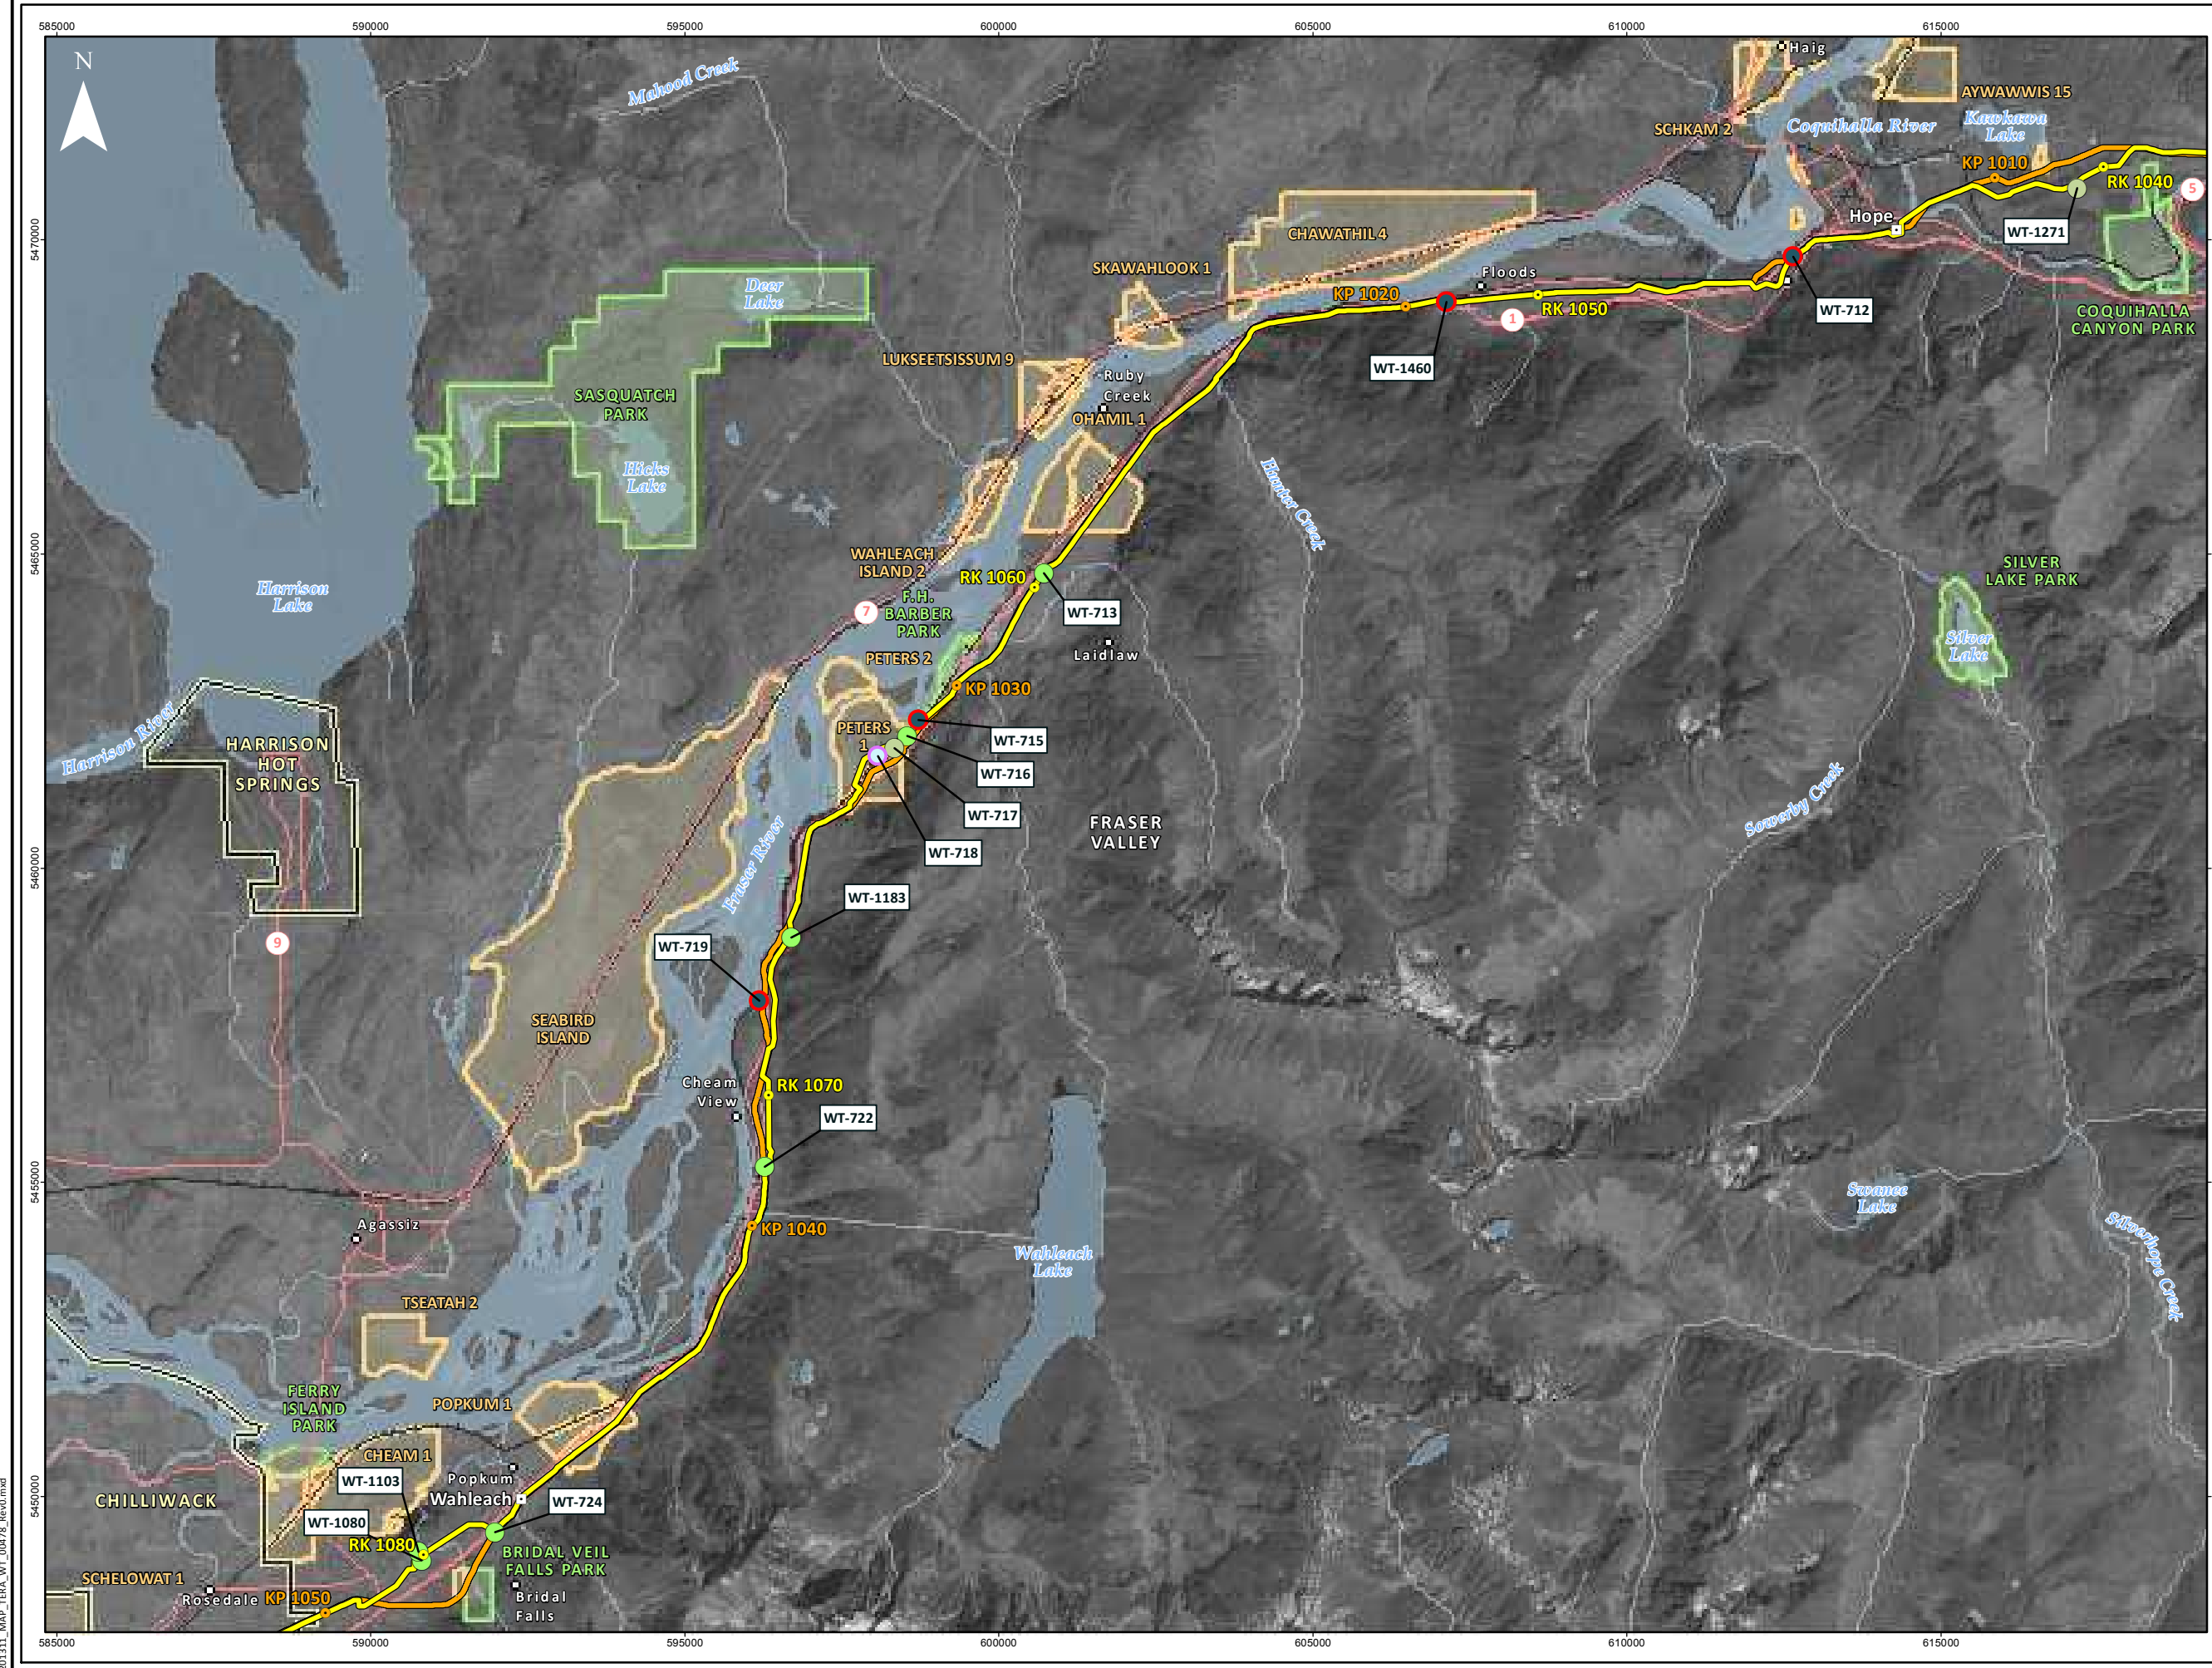 585000
590000
595000
600000
605000
610000
615000
N
Mahood Creek
Haig
AYWAWWIS 15
SCHKAM 2
Coquihalla River
Kawkawa
Lake
KP 1010
RK 1040
5
Hope
WT-1271
5470000
CHAWATHIL 4
SKAWAHLOOK 1
Floods
KP 1020
RK 1050
1
WT-712
COQUIHALLA
CANYON PARK
Deer
Lake
LUKSEETSISSUM 9
WT-1460
Ruby
Creek
SASQUATCH
PARK
OHAMIL 1
Hicks
Lake
Hunter Creek
5465000
WAHLEACH
ISLAND 2
RK 1060
SILVER
LAKE PARK
Harrison
Lake
F.H.
BARBER
PARK
7
WT-713
Silver
Lake
Laidlaw
PETERS 2
KP 1030
Harrison River
PETERS
1
WT-715
HARRISON
HOT
SPRINGS
WT-716
WT-717
Sowerby Creek
FRASER
VALLEY
WT-718
5460000
Fraser River
WT-1183
9
WT-719
SEABIRD
ISLAND
Cheam
View
RK 1070
WT-722
5455000
Swanee
Lake
Agassiz
KP 1040
Silverhope Creek
Wahleach
Lake
TSEATAH 2
FERRY
ISLAND
PARK
POPKUM 1
CHEAM 1
WT-1103
Popkum
Wahleach
5450000
CHILLIWACK
WT-724
WT-1080
RK 1080
BRIDAL VEIL
FALLS PARK
SCHELOWAT 1
Rosedale
KP 1050
Bridal
Falls
201311_MAP_TERA_WT_00478_Rev0.mxd
585000
590000
595000
600000
605000
610000
615000